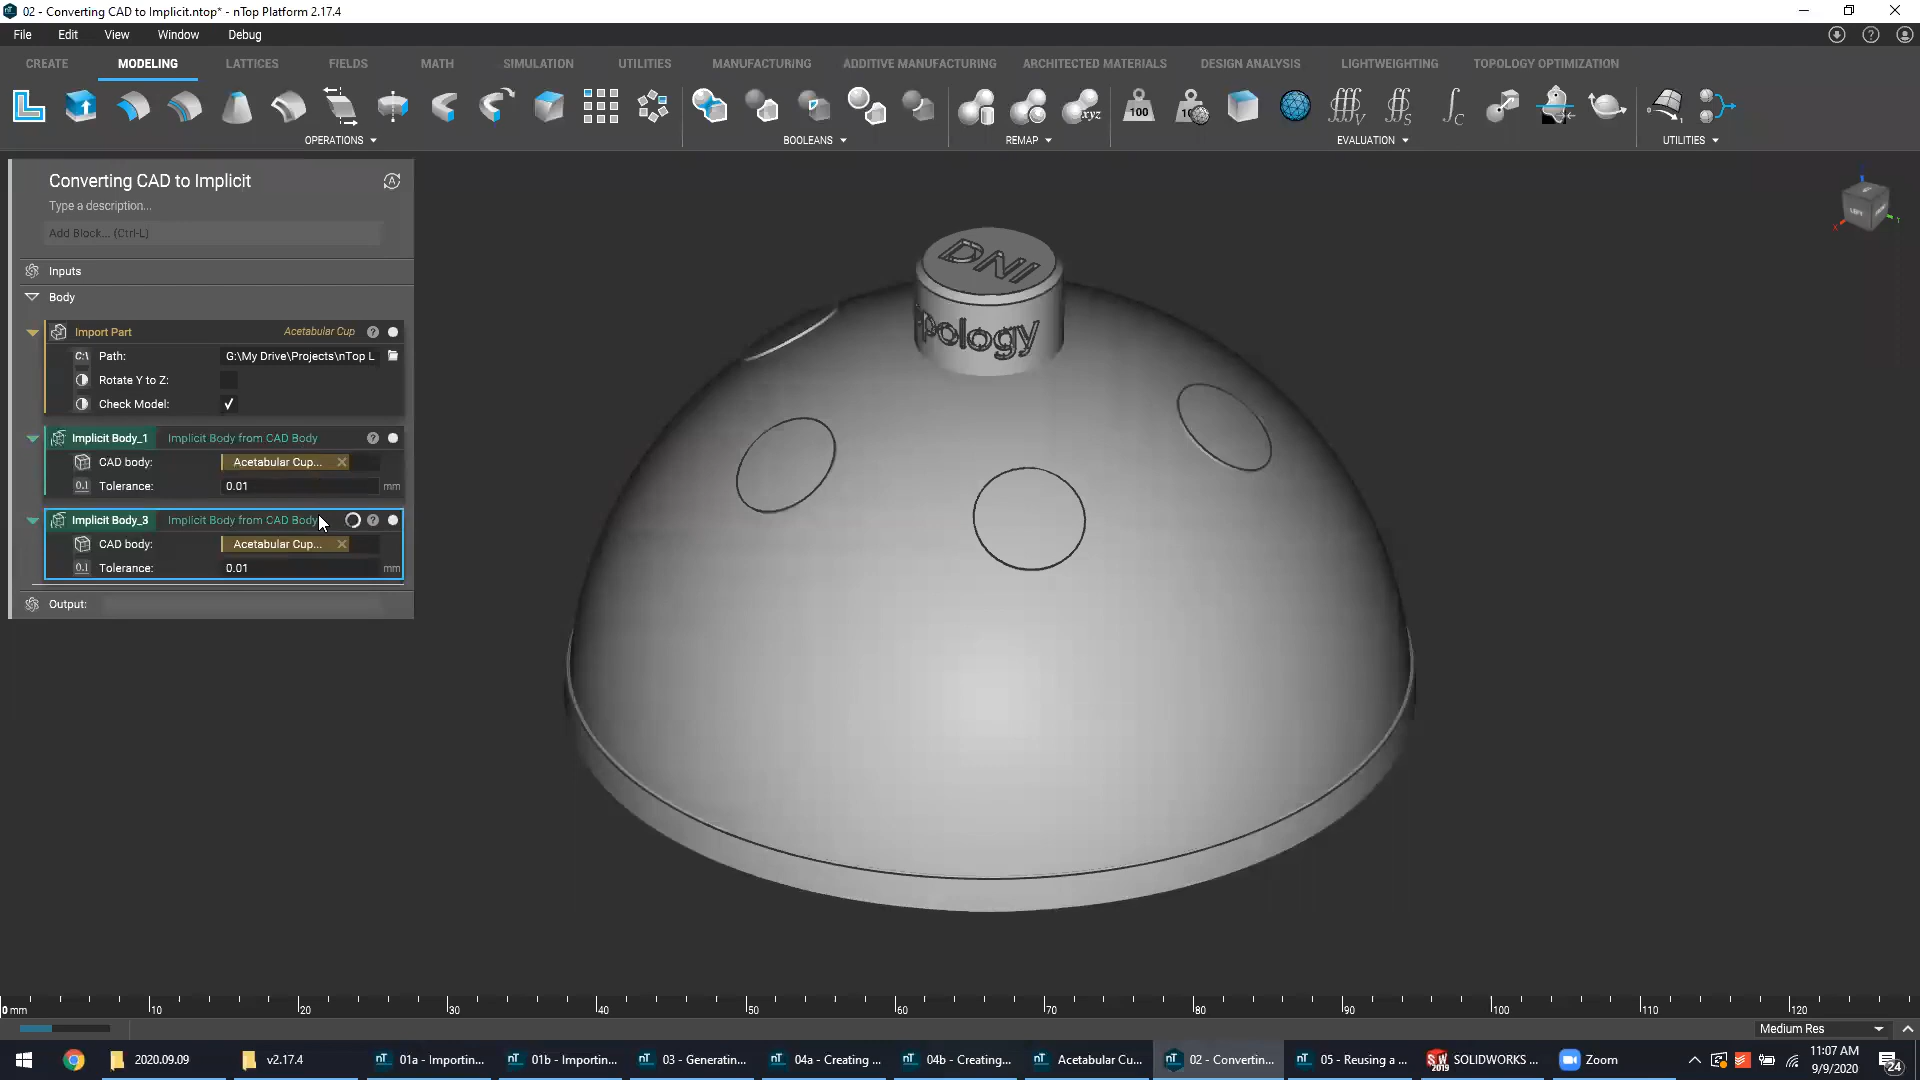 02 - Converting CAD to Implicit.ntop* - nTop Platform 2.17.4
File Edit View Window Debug
CREATE MODELING LATTICES FIELDS MATH SIMULATION UTILITIES MANUFACTURING ADDITIVE MANUFACTURING ARCHITECTED MATERIALS DESIGN ANALYSIS LIGHTWEIGHTING TOPOLOGY OPTIMIZATION
OPERATIONS BOOLEANS REMAP EVALUATION UTILITIES
Converting CAD to Implicit
Type a description...
Add Block... (Ctrl-L)
Inputs
Body
Import Part Acetabular Cup
Path: G:\My Drive\Projects\nTop L
Rotate Y to Z:
Check Model:
Implicit Body_1 Implicit Body from CAD Body
CAD body: Acetabular Cup...
Tolerance: 0.01 mm
Implicit Body_3 Implicit Body from CAD Body
CAD body: Acetabular Cup...
Tolerance: 0.01 mm
Output:
DNI
pology
0 mm 10 20 30 40 50 60 70 80 90 100 110 120
Medium Res
2020.09.09 v2.17.4 01a - Importin... 01b - Importin... 03 - Generatin... 04a - Creating ... 04b - Creating... Acetabular Cu... 02 - Convertin... 05 - Reusing a ... SOLIDWORKS ... Zoom
11:07 AM
9/9/2020
24